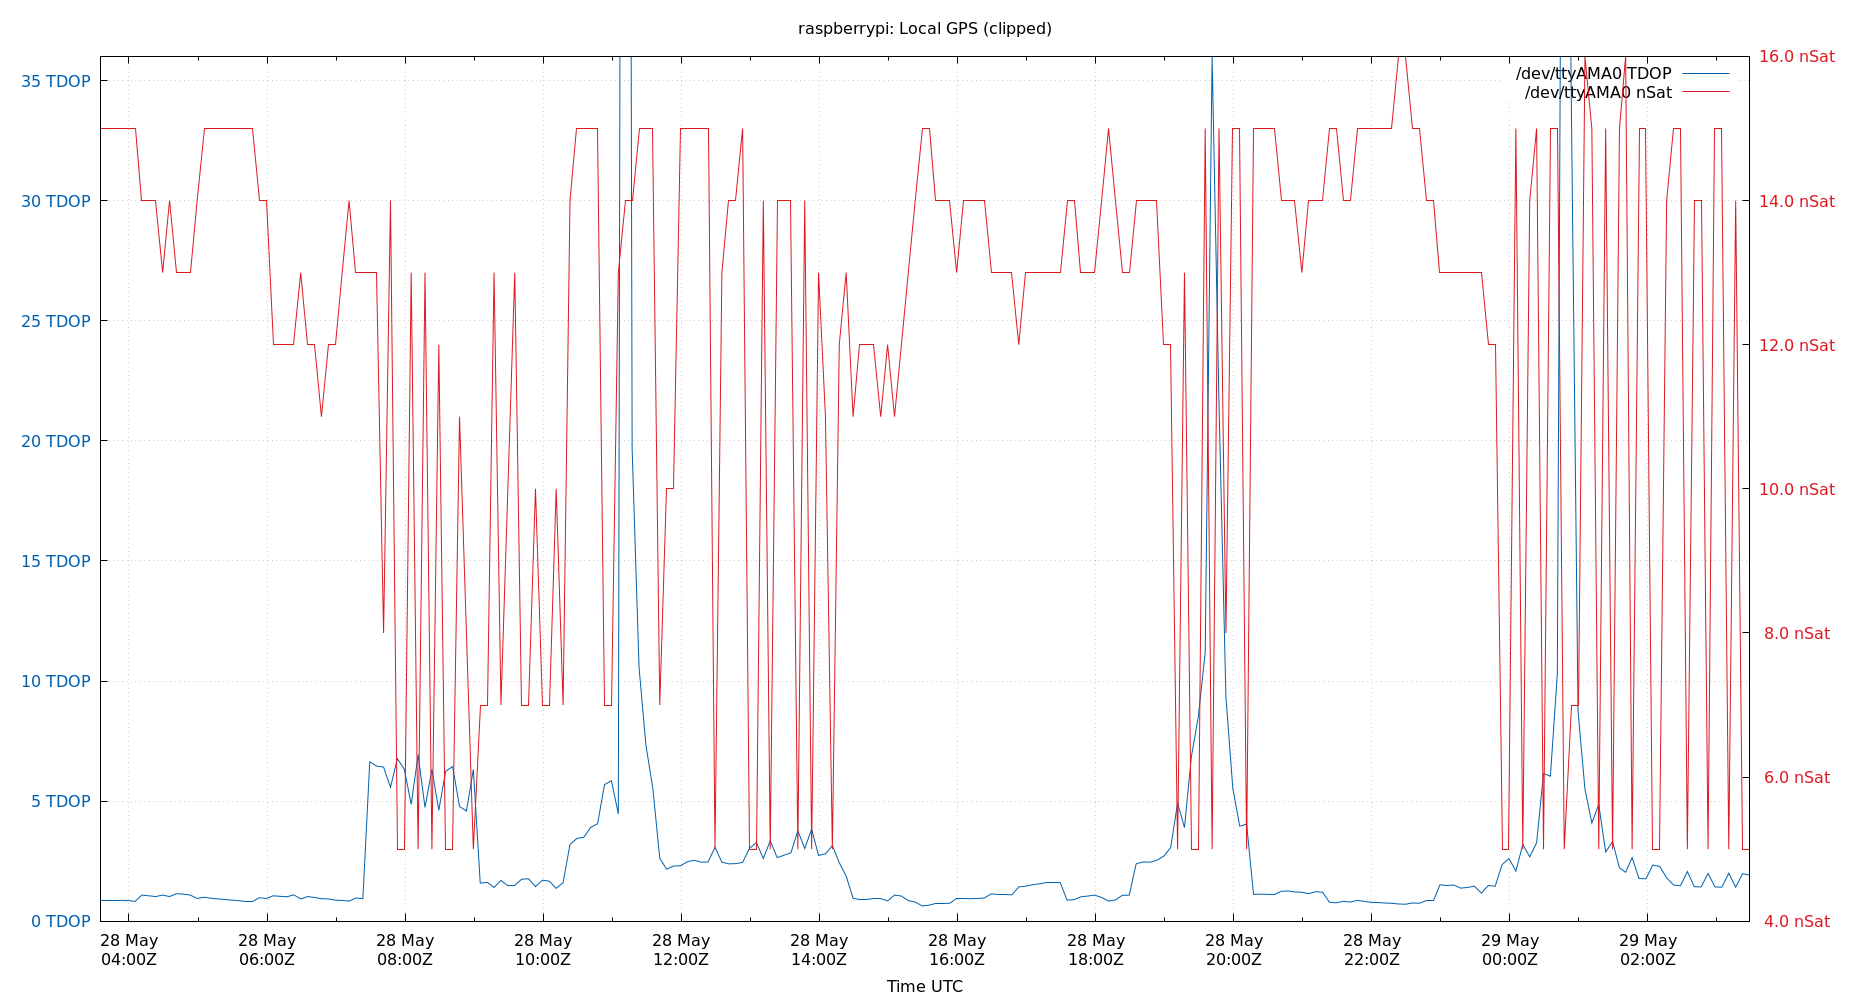 raspberrypi: Local GPS (clipped)
/dev/ttyAMA0 TDOP
/dev/ttyAMA0 nSat
35 TDOP
30 TDOP
25 TDOP
20 TDOP
15 TDOP
10 TDOP
5 TDOP
0 TDOP
16.0 nSat
14.0 nSat
12.0 nSat
10.0 nSat
8.0 nSat
6.0 nSat
4.0 nSat
28 May
04:00Z
28 May
06:00Z
28 May
08:00Z
28 May
10:00Z
28 May
12:00Z
28 May
14:00Z
28 May
16:00Z
28 May
18:00Z
28 May
20:00Z
28 May
22:00Z
29 May
00:00Z
29 May
02:00Z
Time UTC